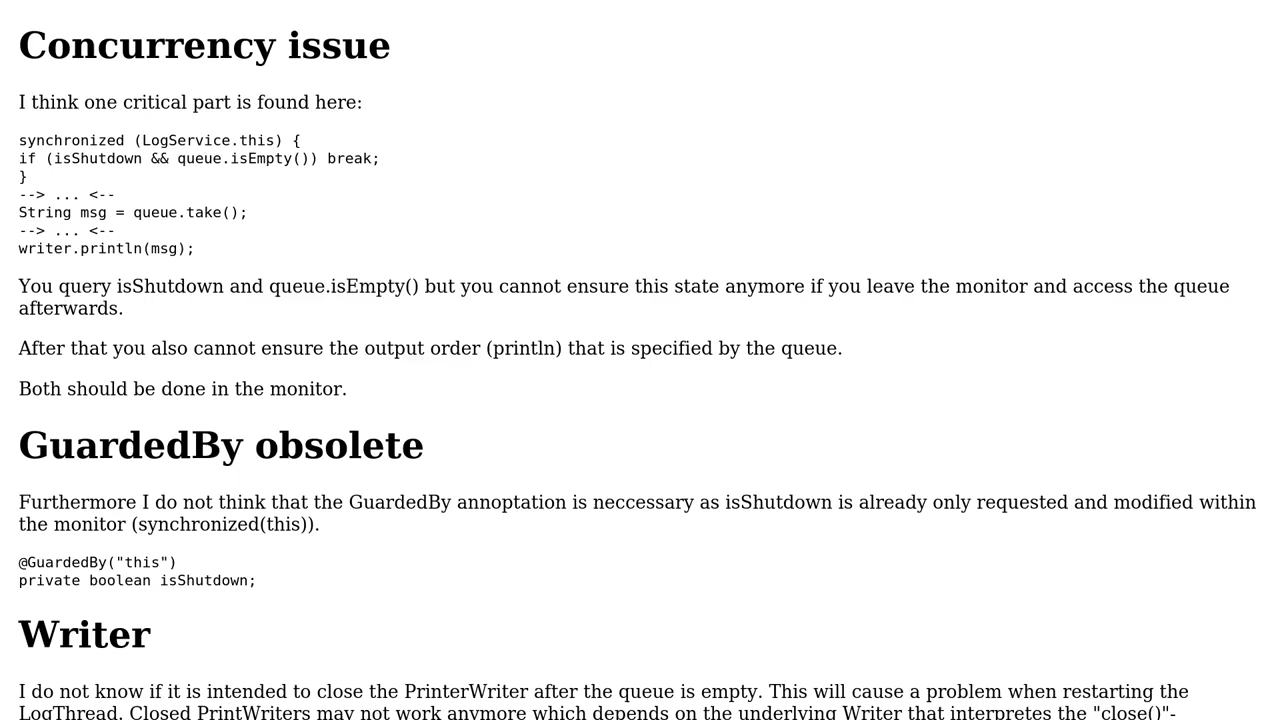 Concurrency issue
I think one critical part is found here:
synchronized (LogService.this) {
if (isShutdown && queue.isEmpty()) break;
}
--> ... <--
String msg = queue.take();
--> ... <--
writer.println(msg);
You query isShutdown and queue.isEmpty() but you cannot ensure this state anymore if you leave the monitor and access the queue
afterwards.
After that you also cannot ensure the output order (println) that is specified by the queue.
Both should be done in the monitor.
GuardedBy obsolete
Furthermore I do not think that the GuardedBy annoptation is neccessary as isShutdown is already only requested and modified within
the monitor (synchronized(this)).
@GuardedBy("this")
private boolean isShutdown;
Writer
I do not know if it is intended to close the PrinterWriter after the queue is empty. This will cause a problem when restarting the
LogThread. Closed PrintWriters may not work anymore which depends on the underlying Writer that interprets the "close()"-